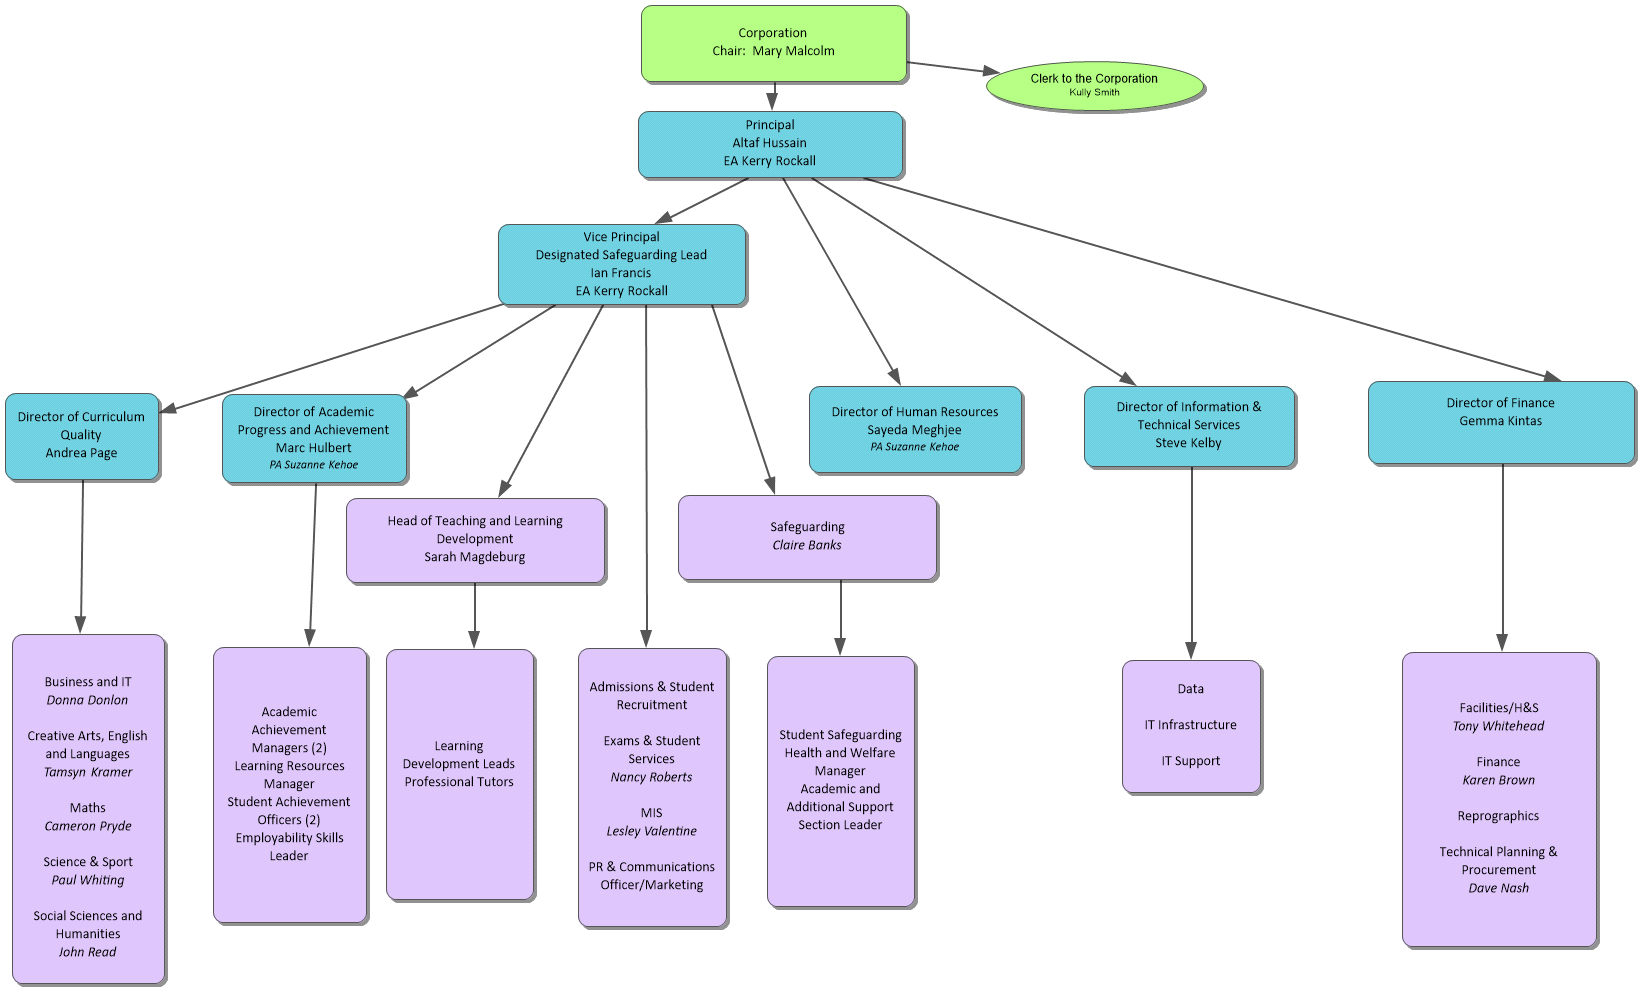 Corporation
Chair:  Mary Malcolm
Clerk to the Corporation
Kully Smith
Principal
Altaf Hussain
EA Kerry Rockall
Vice Principal
Designated Safeguarding Lead
Ian Francis
EA Kerry Rockall
Director of Curriculum
Quality
Andrea Page
Director of Academic
Progress and Achievement
Marc Hulbert
PA Suzanne Kehoe
Director of Human Resources
Sayeda Meghjee
PA Suzanne Kehoe
Director of Information &
Technical Services
Steve Kelby
Director of Finance
Gemma Kintas
Head of Teaching and Learning
Development
Sarah Magdeburg
Safeguarding
Claire Banks
Business and IT
Donna Donlon
Creative Arts, English
and Languages
Tamsyn Kramer
Maths
Cameron Pryde
Science & Sport
Paul Whiting
Social Sciences and
Humanities
John Read
Academic
Achievement
Managers (2)
Learning Resources
Manager
Student Achievement
Officers (2)
Employability Skills
Leader
Learning
Development Leads
Professional Tutors
Admissions & Student
Recruitment
Exams & Student
Services
Nancy Roberts
MIS
Lesley Valentine
PR & Communications
Officer/Marketing
Student Safeguarding
Health and Welfare
Manager
Academic and
Additional Support
Section Leader
Data
IT Infrastructure
IT Support
Facilities/H&S
Tony Whitehead
Finance
Karen Brown
Reprographics
Technical Planning &
Procurement
Dave Nash